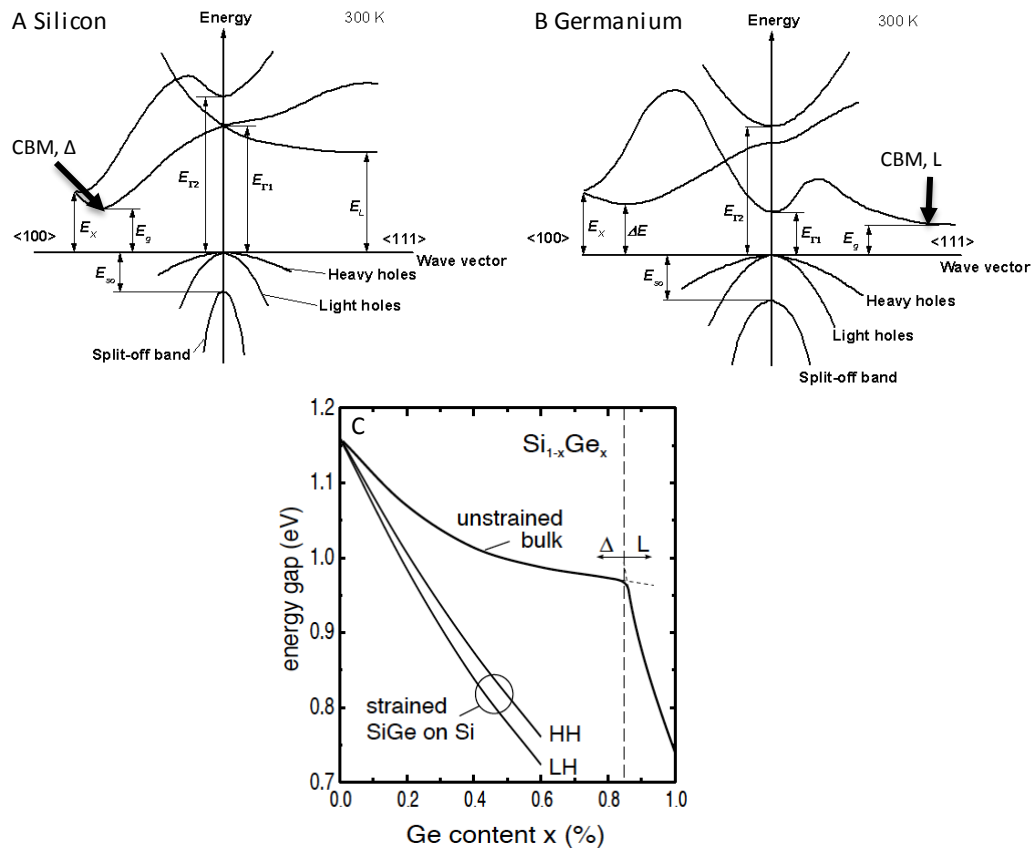 A Silicon
Energy
300 K
CBM, Δ
E_Γ2
E_Γ1
E_L
E_X
E_g
<100>
<111>
Wave vector
E_so
Heavy holes
Light holes
Split-off band
B Germanium
Energy
300 K
CBM, L
E_Γ2
E_X
ΔE
E_Γ1
E_g
<100>
<111>
Wave vector
E_so
Heavy holes
Light holes
Split-off band
C
Si1-xGex
unstrained
bulk
Δ L
strained
SiGe on Si
HH
LH
energy gap (eV)
1.2
1.1
1.0
0.9
0.8
0.7
0.0 0.2 0.4 0.6 0.8 1.0
Ge content x (%)